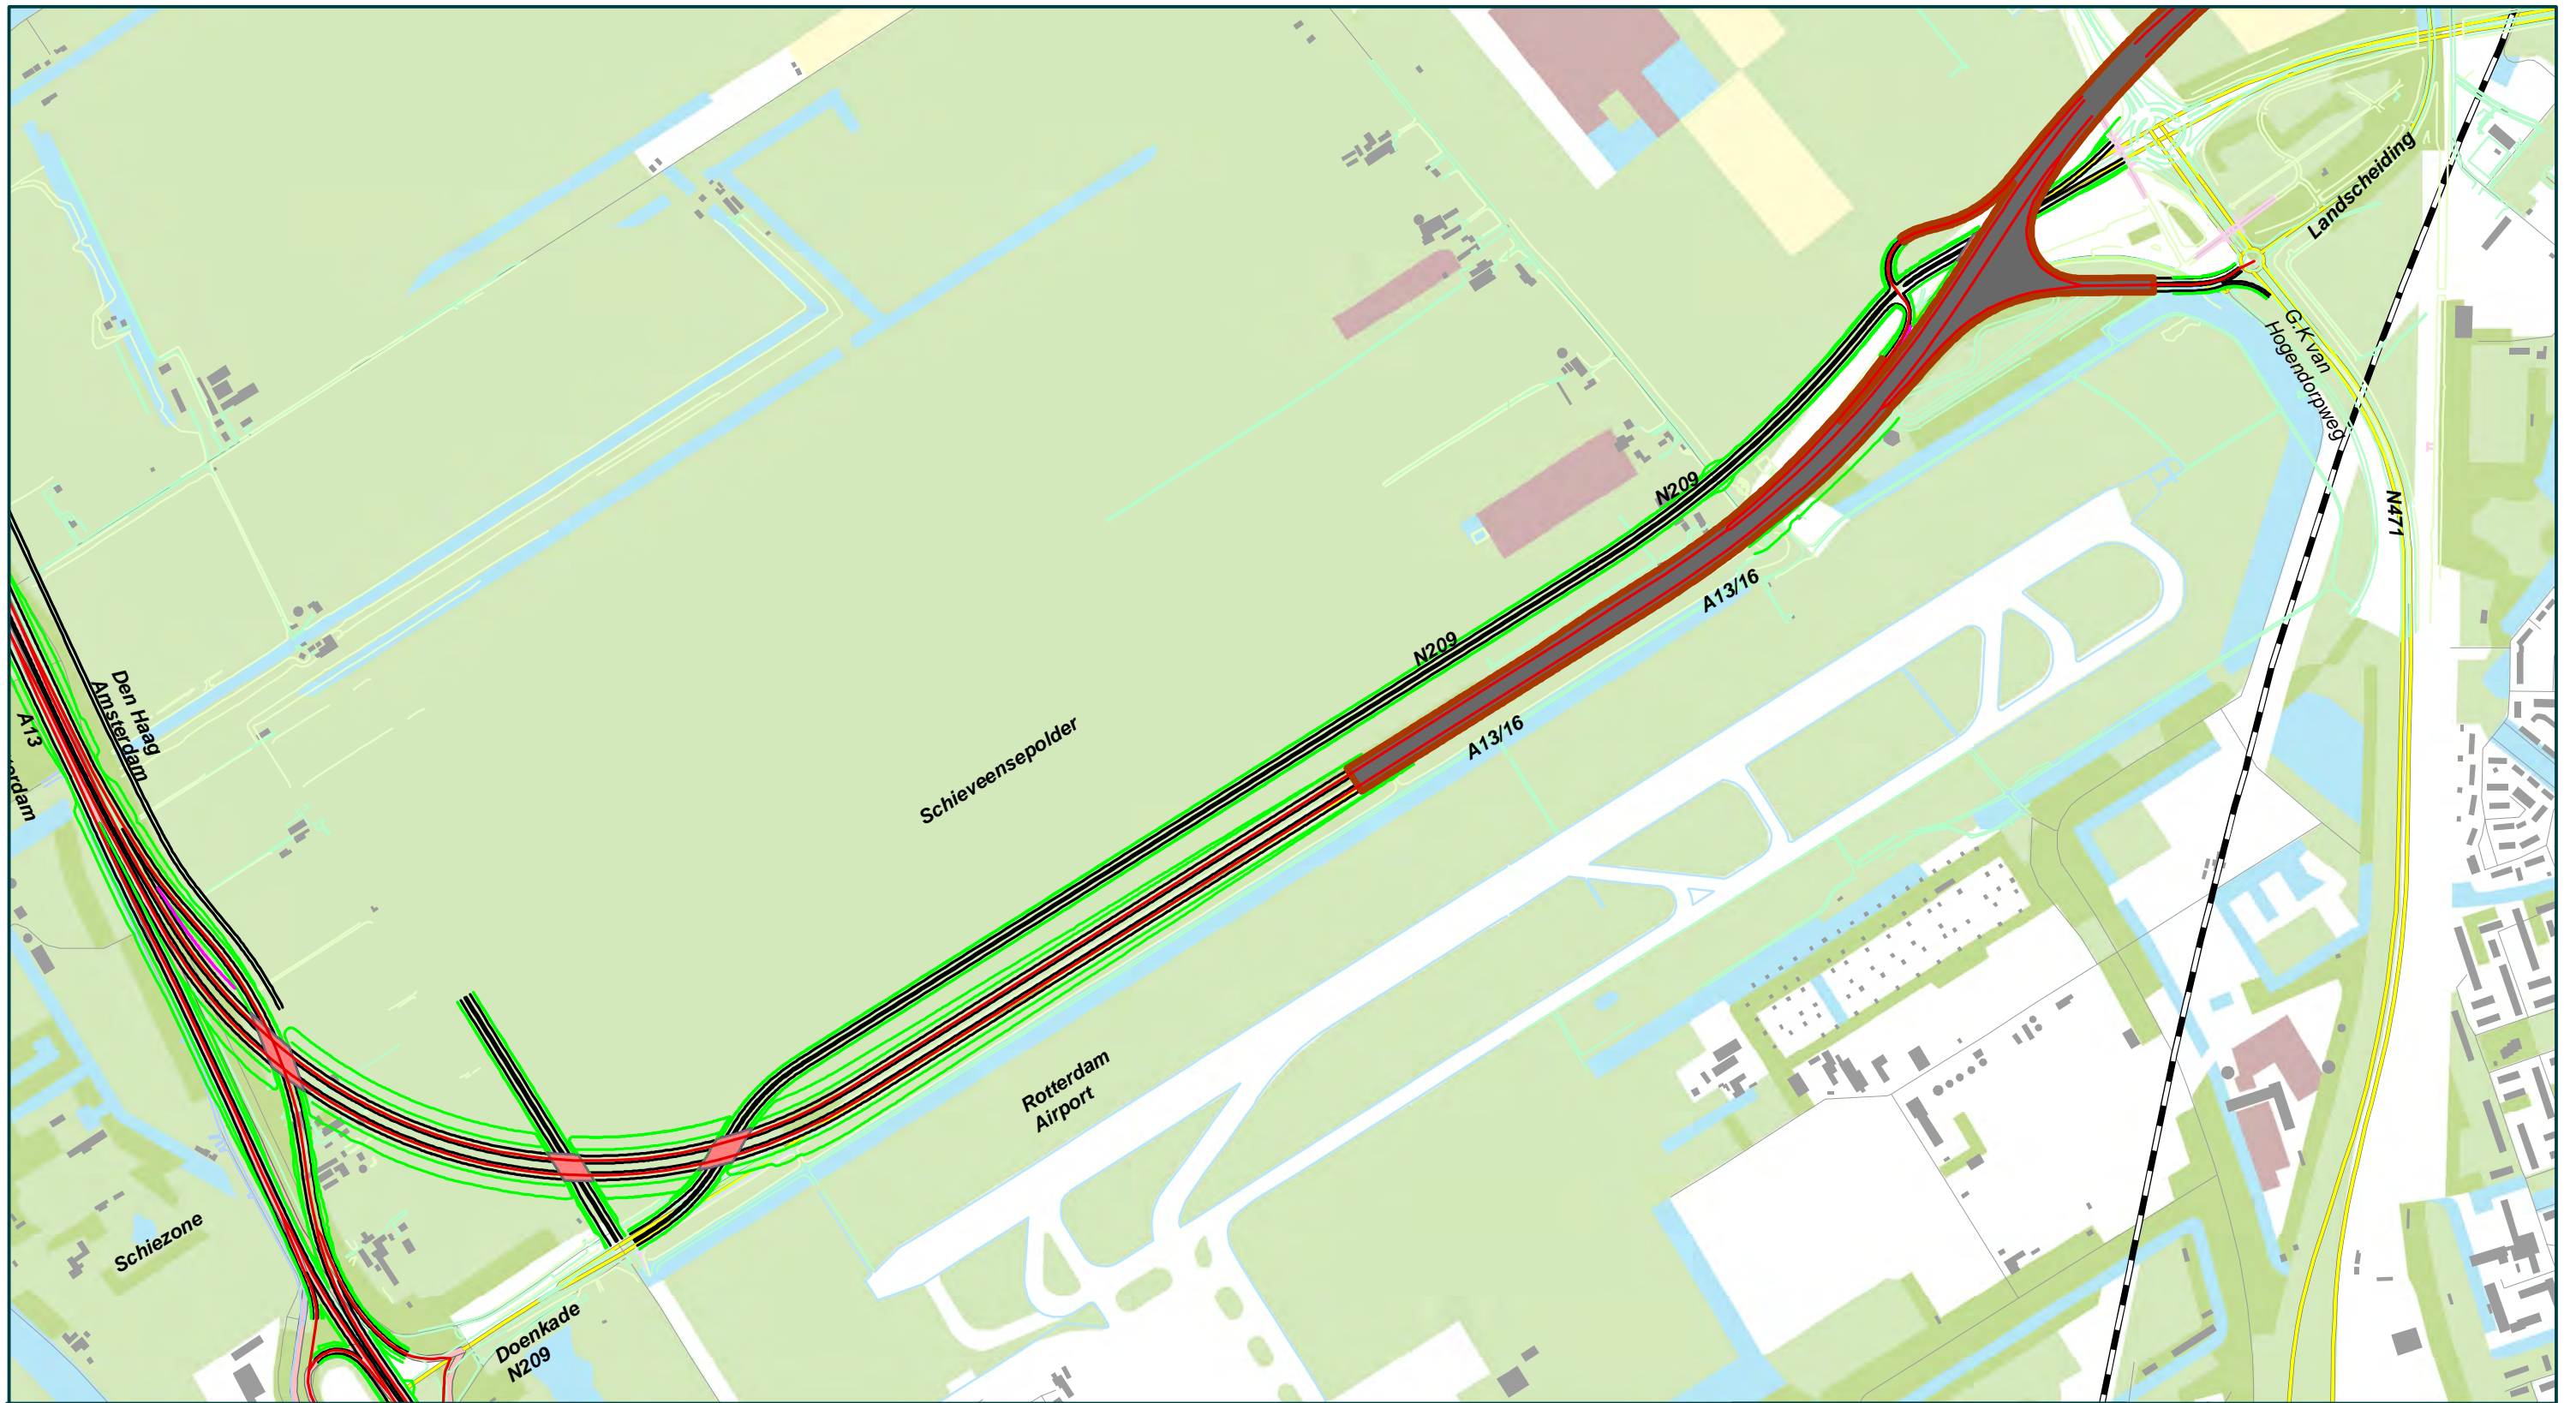 Landscheiding
G.K van
Hogendorpweg
N471
N209
A13/16
N209
A13/16
Den Haag
Amsterdam
A13
erdam
Schieveensepolder
Rotterdam
Airport
Schiezone
Doenkade
N209